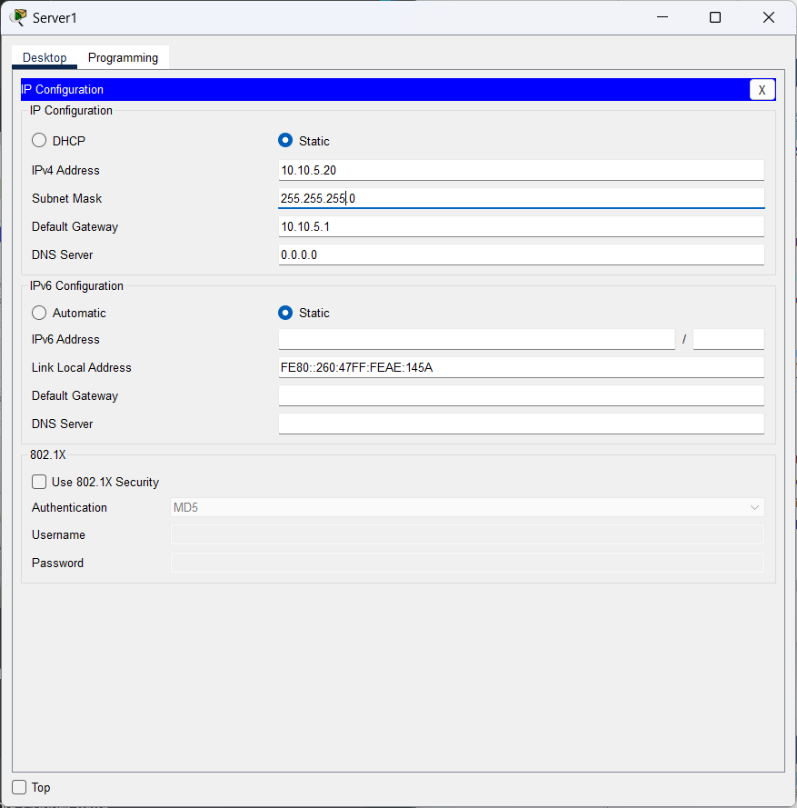 Server1
Desktop Programming
IP Configuration X
IP Configuration
DHCP Static
IPv4 Address 10.10.5.20
Subnet Mask 255.255.255.0
Default Gateway 10.10.5.1
DNS Server 0.0.0.0
IPv6 Configuration
Automatic Static
IPv6 Address /
Link Local Address FE80::260:47FF:FEAE:145A
Default Gateway
DNS Server
802.1X
Use 802.1X Security
Authentication MD5
Username
Password
Top